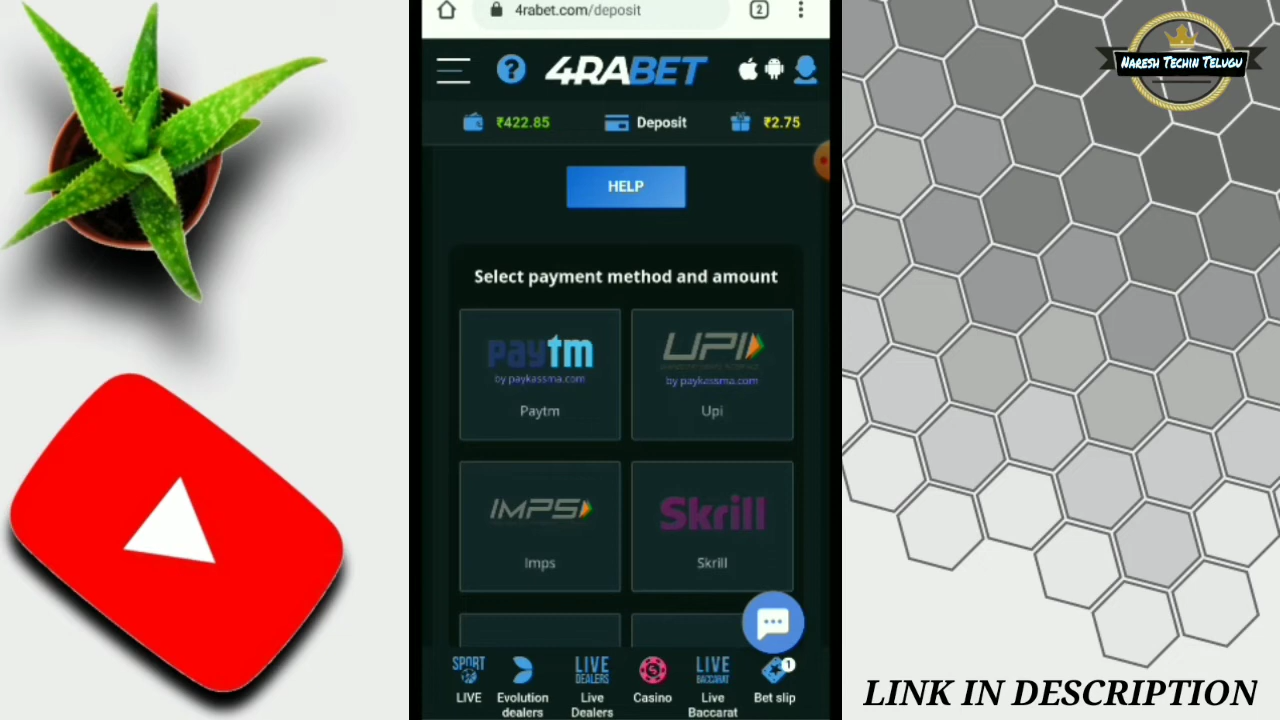 4rabet.com/deposit
2
?
4RABET
₹422.85
Deposit
₹2.75
HELP
Select payment method and amount
paytm
by paykassma.com
Paytm
UPI
by paykassma.com
Upi
IMPS
Imps
Skrill
Skrill
SPORT
LIVE
Evolution
dealers
LIVE
DEALERS
Live
Dealers
Casino
LIVE
BACCARAT
Live
Baccarat
1
Bet slip
NARESH TECHIN TELUGU
LINK IN DESCRIPTION